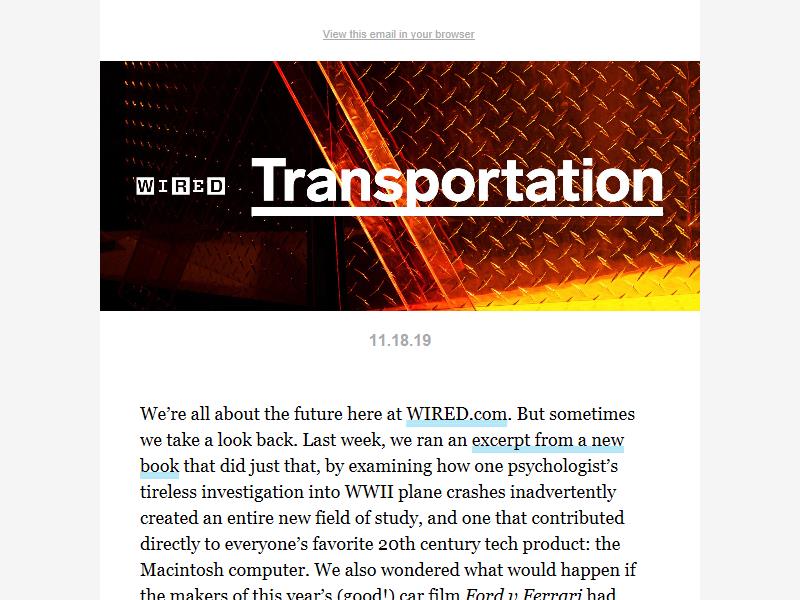 View this email in your browser
WIRED Transportation
11.18.19
We’re all about the future here at WIRED.com. But sometimes
we take a look back. Last week, we ran an excerpt from a new
book that did just that, by examining how one psychologist’s
tireless investigation into WWII plane crashes inadvertently
created an entire new field of study, and one that contributed
directly to everyone’s favorite 20th century tech product: the
Macintosh computer. We also wondered what would happen if
the makers of this year’s (good!) car film Ford v Ferrari had